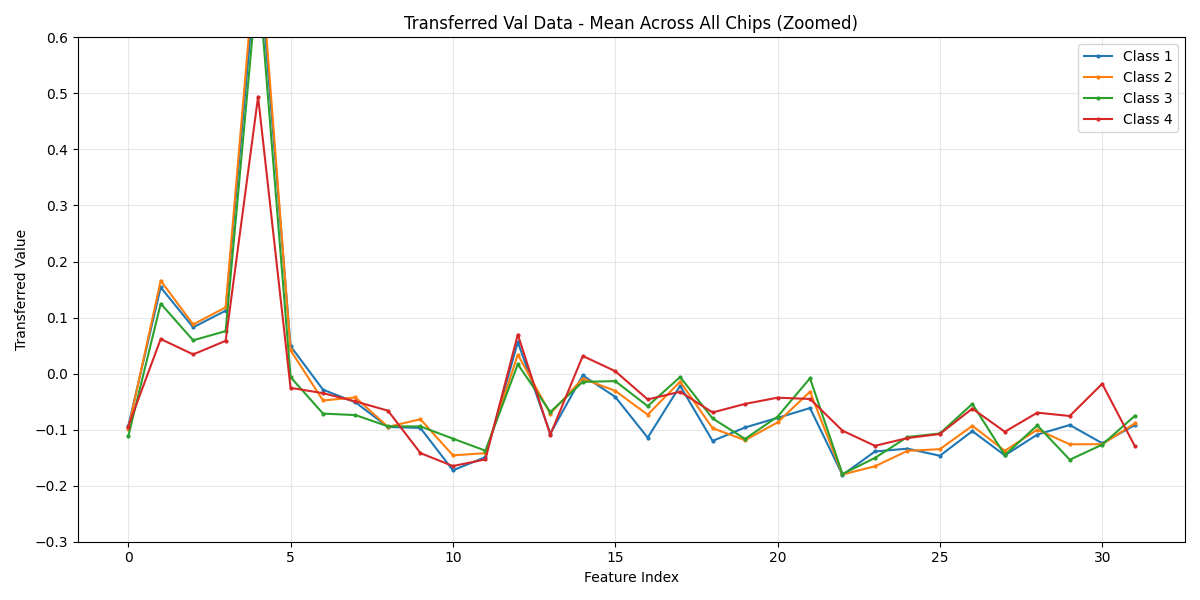 Transferred Val Data - Mean Across All Chips (Zoomed)
Transferred Value
0.6
0.5
0.4
0.3
0.2
0.1
0.0
−0.1
−0.2
−0.3
Class 1
Class 2
Class 3
Class 4
0 5 10 15 20 25 30
Feature Index